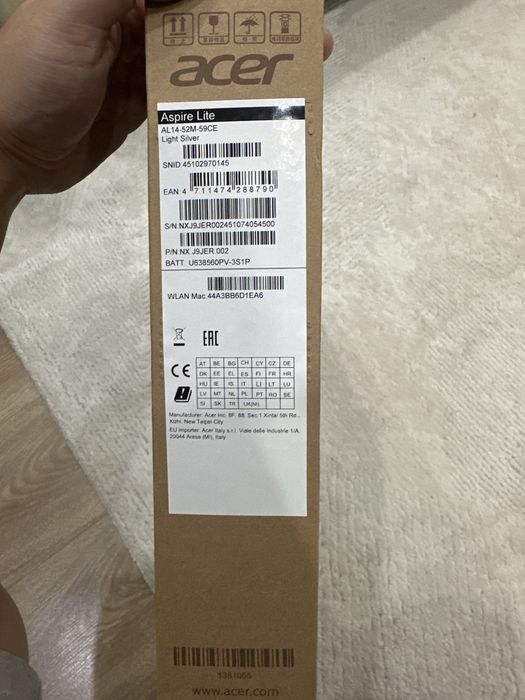 acer
Aspire Lite
AL14-52M-59CE
Light Silver
SNID:45102970145
EAN 4 711474 288790
S/N:NXJ9JER002451074054500
P/N:NX.J9JER.002
BATT U638560PV-3S1P
WLAN Mac:44A3BB6D1EA6
EAC
CE
AT BE BG CH CY CZ DE
DK EE EL ES FI FR HR
HU IE IS IT LI LT LU
LV MT NL PL PT RO SE
SI SK TR UK(NI)
Manufacturer: Acer Inc. 8F, 88, Sec.1 Xintai 5th Rd.,
Xizhi, New Taipei City
EU importer: Acer Italy s.r.l. Viale delle Industrie 1/A,
20044 Arese (MI), Italy
1381055
www.acer.com